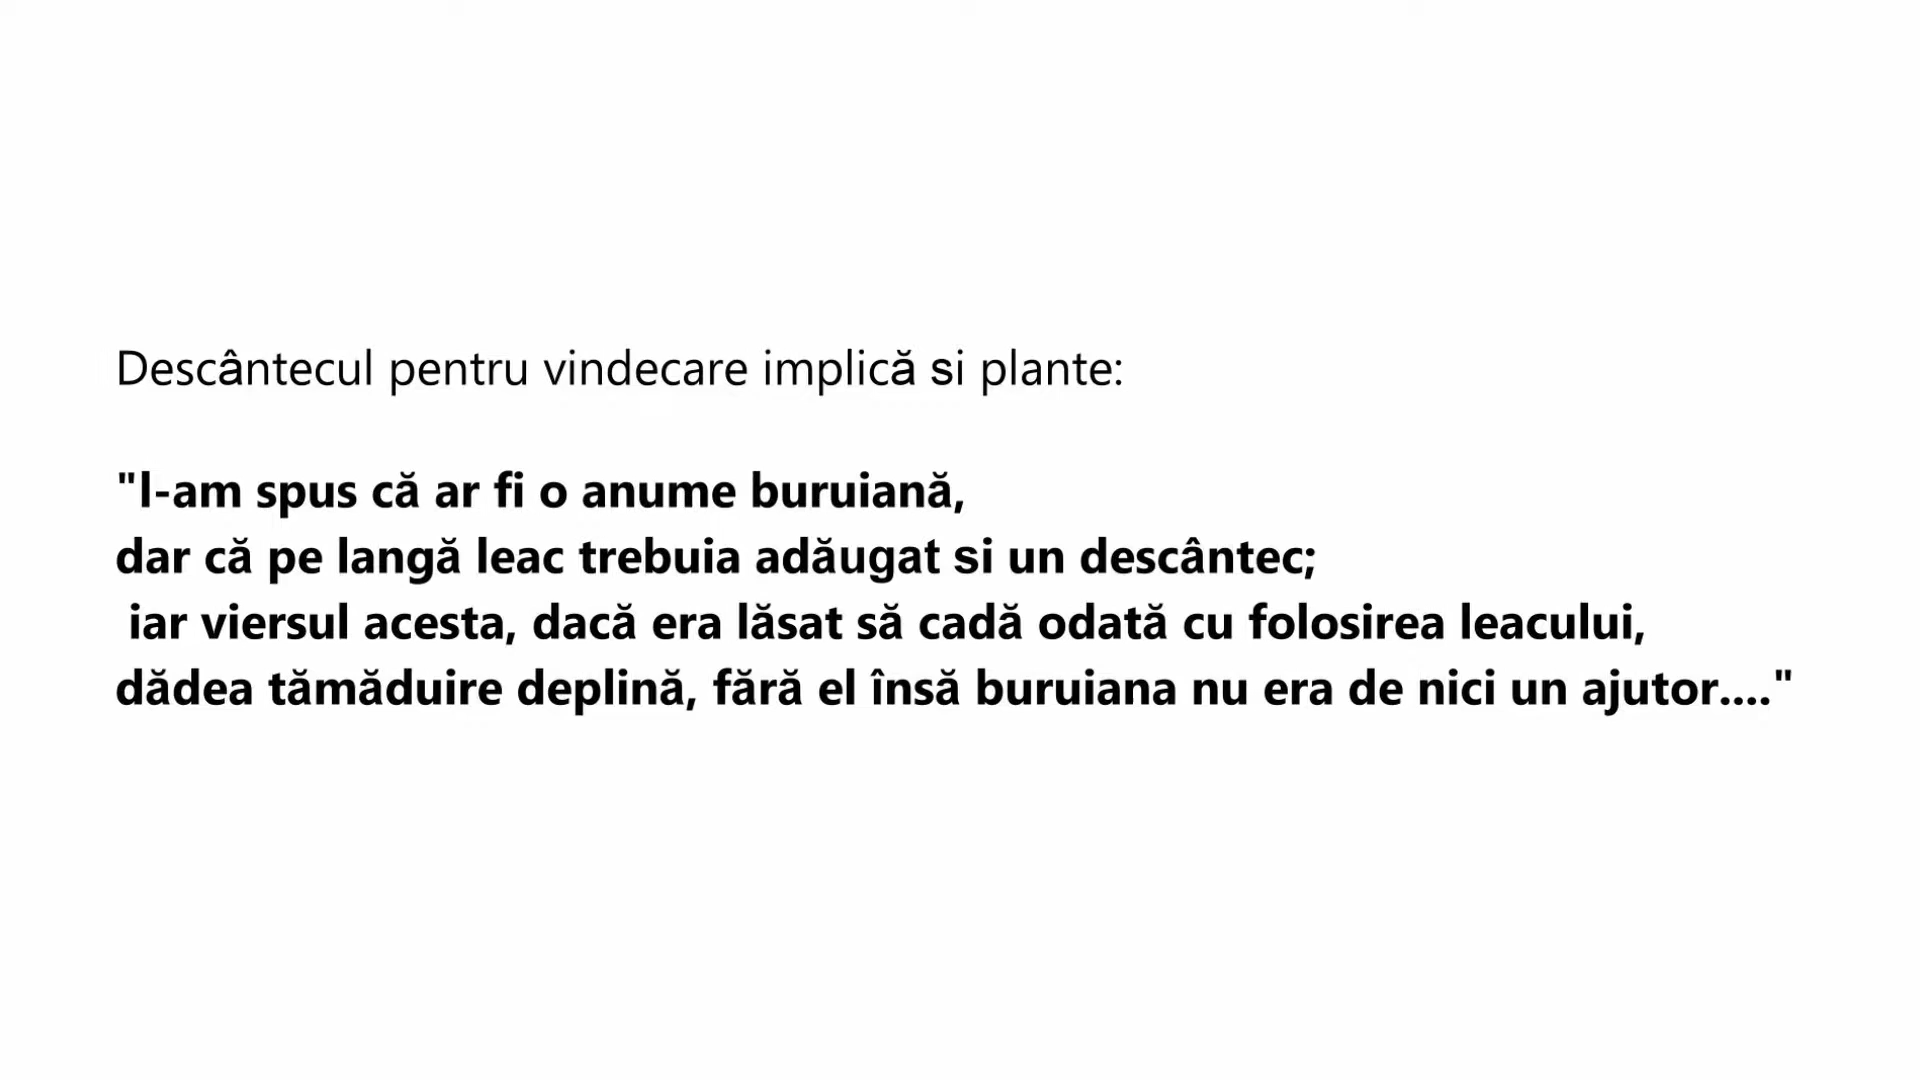 Descântecul pentru vindecare implică si plante:
"I-am spus că ar fi o anume buruiană,
dar că pe langă leac trebuia adăugat si un descântec;
iar viersul acesta, dacă era lăsat să cadă odată cu folosirea leacului,
dădea tămăduire deplină, fără el însă buruiana nu era de nici un ajutor...."